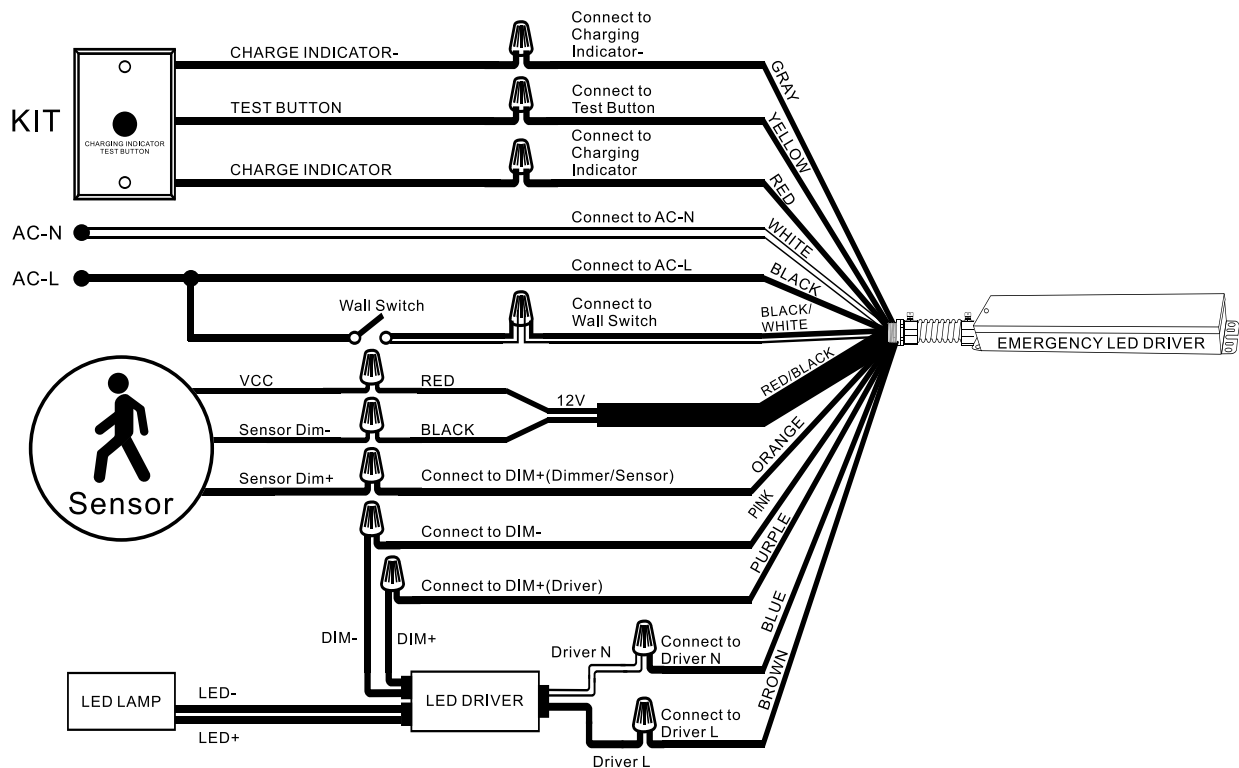 Connect to
Charging
Indicator-
CHARGE INDICATOR-
GRAY
KIT
TEST BUTTON
Connect to
Test Button
YELLOW
CHARGING INDICATOR
TEST BUTTON
Connect to
Charging
Indicator
CHARGE INDICATOR
RED
AC-N
Connect to AC-N
WHITE
AC-L
Connect to AC-L
BLACK
Wall Switch
Connect to
Wall Switch
BLACK/
WHITE
EMERGENCY LED DRIVER
VCC
RED
12V
RED/BLACK
Sensor Dim-
BLACK
Sensor
Sensor Dim+
Connect to DIM+(Dimmer/Sensor)
ORANGE
Connect to DIM-
PINK
Connect to DIM+(Driver)
PURPLE
DIM-
DIM+
Driver N
Connect to
Driver N
BLUE
LED LAMP
LED-
LED+
LED DRIVER
Connect to
Driver L
BROWN
Driver L